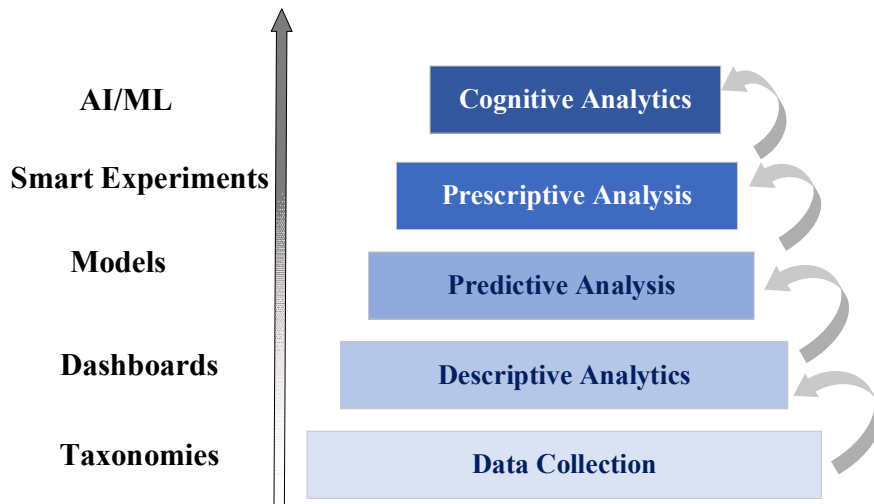 AI/ML
Cognitive Analytics
Smart Experiments
Prescriptive Analysis
Models
Predictive Analysis
Dashboards
Descriptive Analytics
Taxonomies
Data Collection